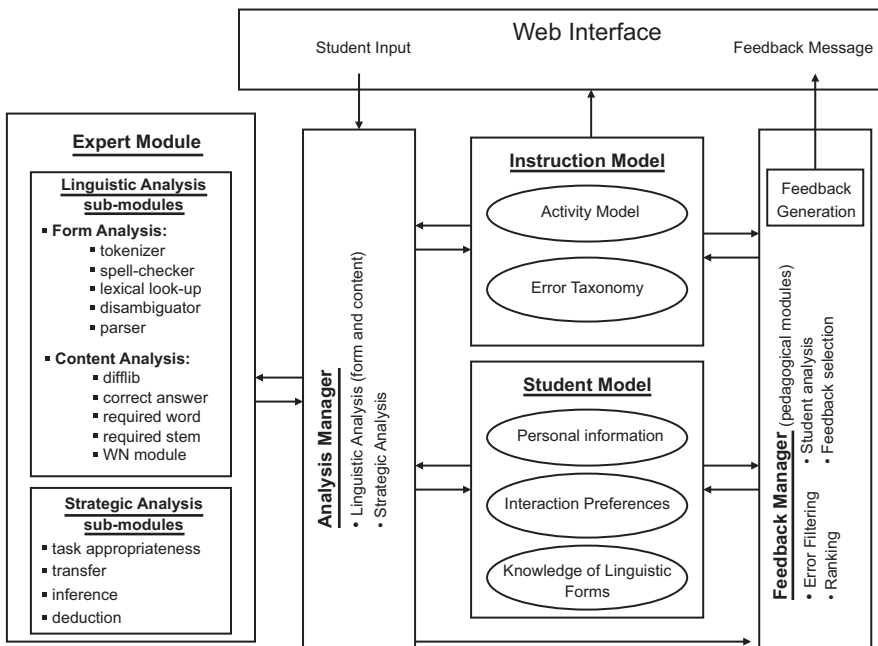 Web Interface
Student Input
Feedback Message
Expert Module
Linguistic Analysis
sub-modules
▪ Form Analysis:
▪ tokenizer
▪ spell-checker
▪ lexical look-up
▪ disambiguator
▪ parser
▪ Content Analysis:
▪ difflib
▪ correct answer
▪ required word
▪ required stem
▪ WN module
Strategic Analysis
sub-modules
▪ task appropriateness
▪ transfer
▪ inference
▪ deduction
Analysis Manager
• Linguistic Analysis (form and content)
• Strategic Analysis
Instruction Model
Activity Model
Error Taxonomy
Student Model
Personal information
Interaction Preferences
Knowledge of Linguistic
Forms
Feedback
Generation
Feedback Manager (pedagogical modules)
• Error Filtering
• Student analysis
• Ranking
• Feedback selection